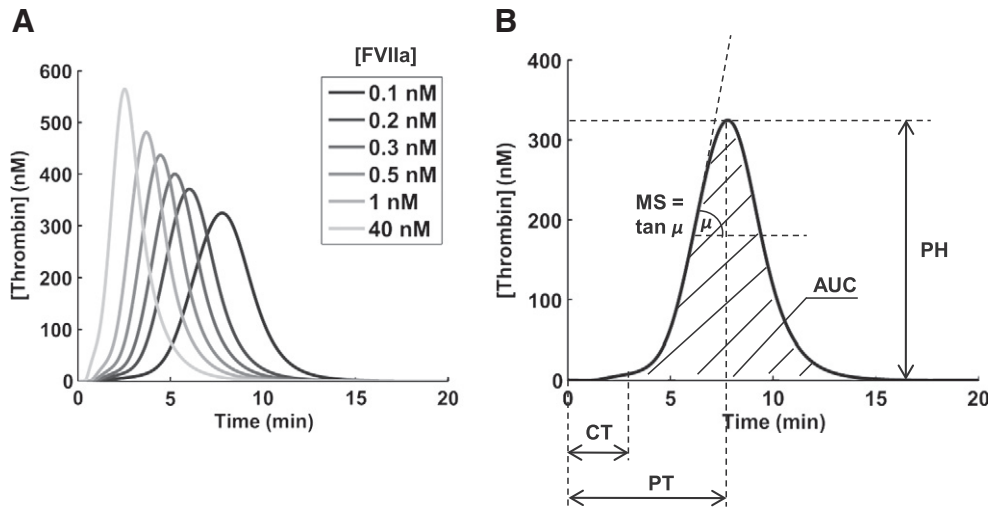 A
[FVIIa]
0.1 nM
0.2 nM
0.3 nM
0.5 nM
1 nM
40 nM
[Thrombin] (nM)
600
500
400
300
200
100
0
0
5
10
15
20
Time (min)
B
[Thrombin] (nM)
400
300
200
100
0
MS =
tan μ
μ
AUC
PH
0
5
10
15
20
Time (min)
CT
PT